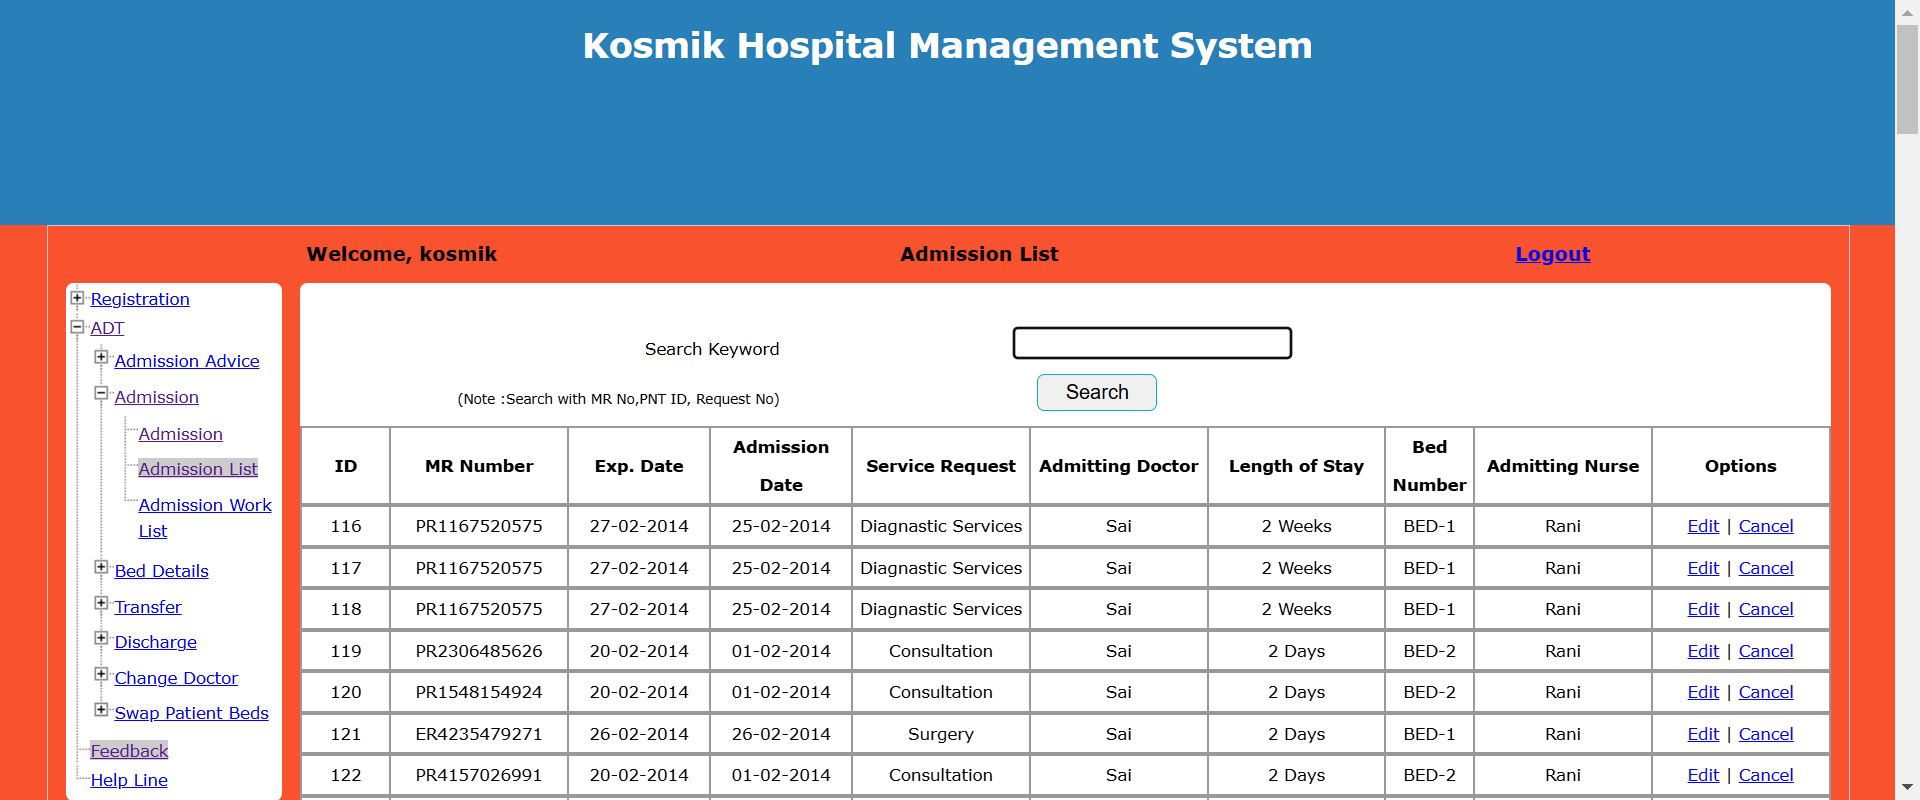 Kosmik Hospital Management System
Welcome, kosmik
Admission List
Logout
Registration
ADT
Admission Advice
Admission
Admission
Admission List
Admission Work
List
Bed Details
Transfer
Discharge
Change Doctor
Swap Patient Beds
Feedback
Help Line
Search Keyword
(Note :Search with MR No,PNT ID, Request No)
Search
ID MR Number Exp. Date Admission Date Service Request Admitting Doctor Length of Stay Bed Number Admitting Nurse Options
116 PR1167520575 27-02-2014 25-02-2014 Diagnastic Services Sai 2 Weeks BED-1 Rani Edit | Cancel
117 PR1167520575 27-02-2014 25-02-2014 Diagnastic Services Sai 2 Weeks BED-1 Rani Edit | Cancel
118 PR1167520575 27-02-2014 25-02-2014 Diagnastic Services Sai 2 Weeks BED-1 Rani Edit | Cancel
119 PR2306485626 20-02-2014 01-02-2014 Consultation Sai 2 Days BED-2 Rani Edit | Cancel
120 PR1548154924 20-02-2014 01-02-2014 Consultation Sai 2 Days BED-2 Rani Edit | Cancel
121 ER4235479271 26-02-2014 26-02-2014 Surgery Sai 2 Days BED-1 Rani Edit | Cancel
122 PR4157026991 20-02-2014 01-02-2014 Consultation Sai 2 Days BED-2 Rani Edit | Cancel